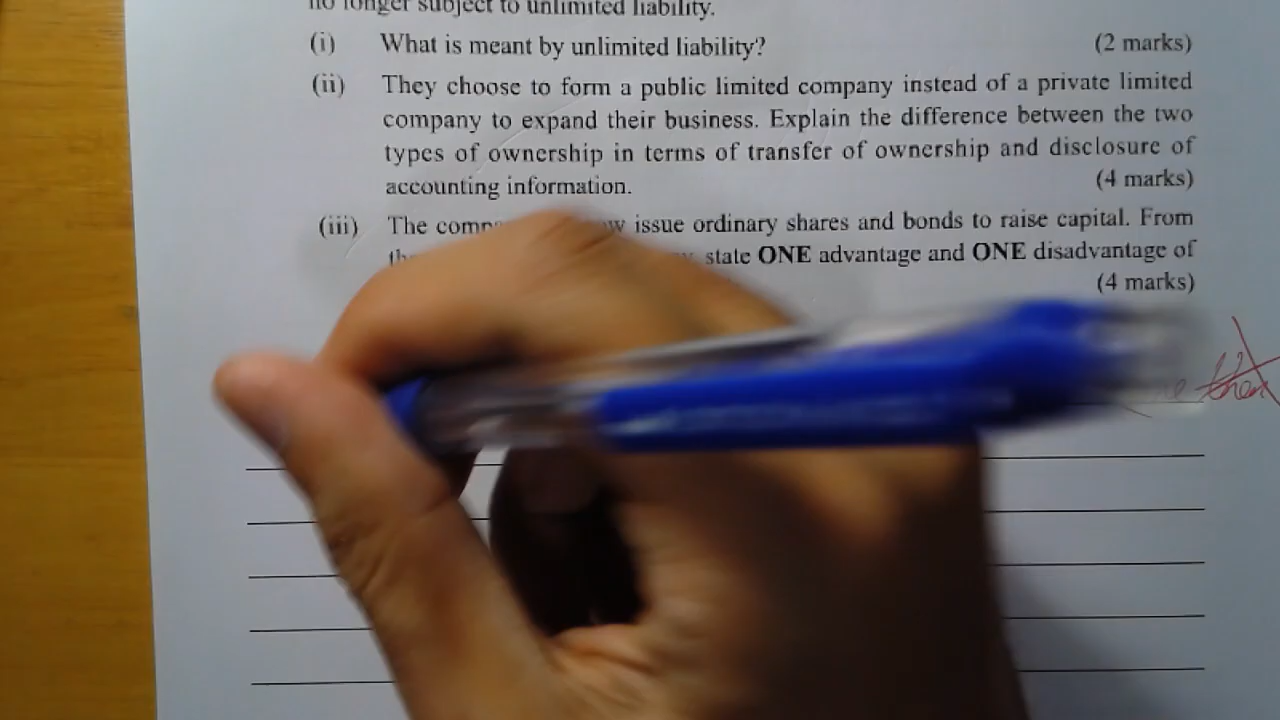 no longer subject to unlimited liability.
(i) What is meant by unlimited liability? (2 marks)
(ii) They choose to form a public limited company instead of a private limited
company to expand their business. Explain the difference between the two
types of ownership in terms of transfer of ownership and disclosure of
accounting information. (4 marks)
(iii) The issue ordinary shares and bonds to raise capital. From
state ONE advantage and ONE disadvantage of
(4 marks)